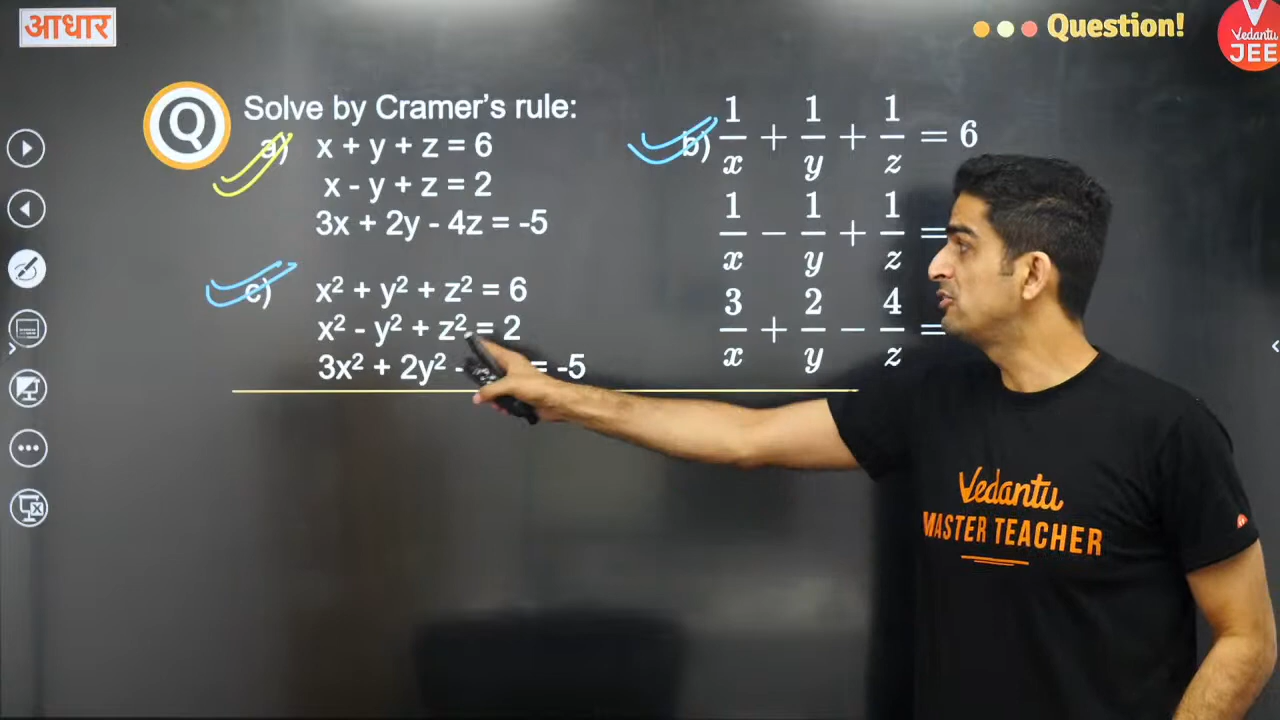 आधार
Question!
Vedantu
JEE
Q
Solve by Cramer's rule:
a) x + y + z = 6
x - y + z = 2
3x + 2y - 4z = -5
b) 1/x + 1/y + 1/z = 6
1/x − 1/y + 1/z =
3/x + 2/y − 4/z =
c) x² + y² + z² = 6
x² - y² + z² = 2
3x² + 2y² - = -5
Vedantu
MASTER TEACHER